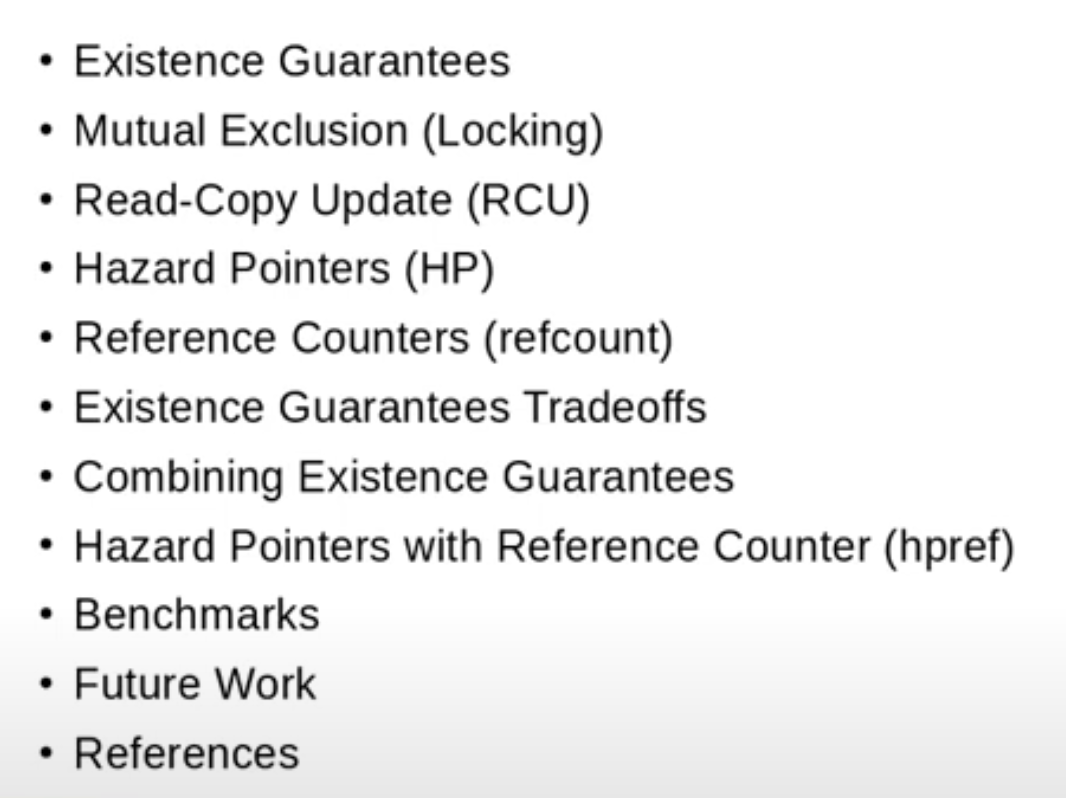 • Existence Guarantees
• Mutual Exclusion (Locking)
• Read-Copy Update (RCU)
• Hazard Pointers (HP)
• Reference Counters (refcount)
• Existence Guarantees Tradeoffs
• Combining Existence Guarantees
• Hazard Pointers with Reference Counter (hpref)
• Benchmarks
• Future Work
• References